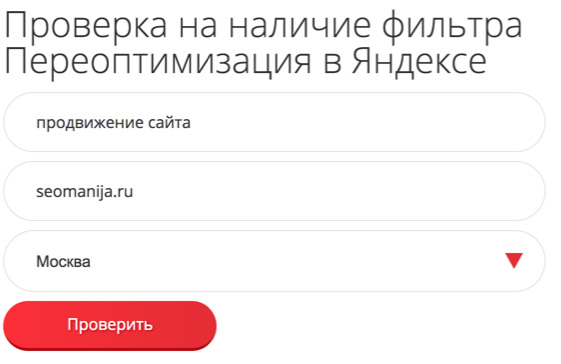 Проверка на наличие фильтра
Переоптимизация в Яндексе
продвижение сайта
seomanija.ru
Москва
Проверить